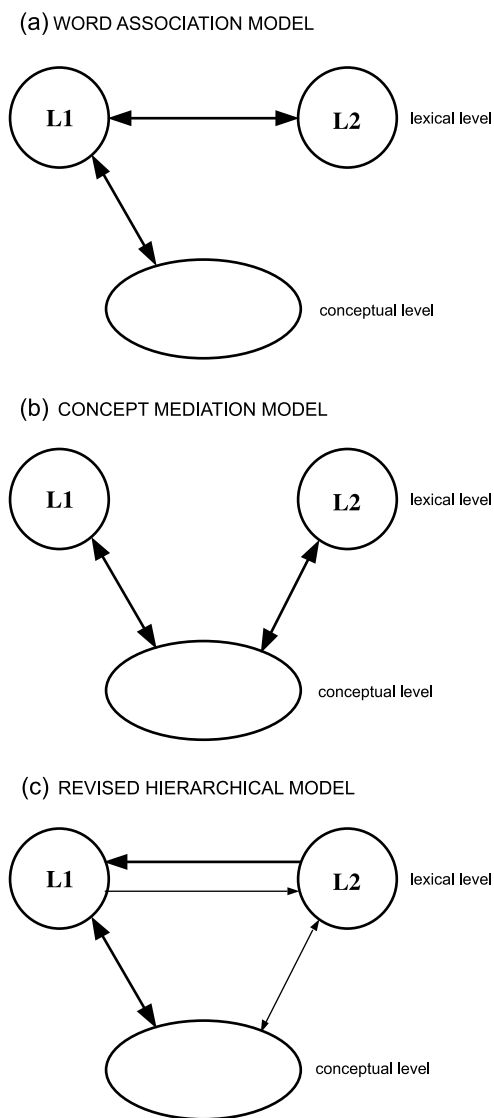 (a) WORD ASSOCIATION MODEL
L1
L2
lexical level
conceptual level
(b) CONCEPT MEDIATION MODEL
L1
L2
lexical level
conceptual level
(c) REVISED HIERARCHICAL MODEL
L1
L2
lexical level
conceptual level